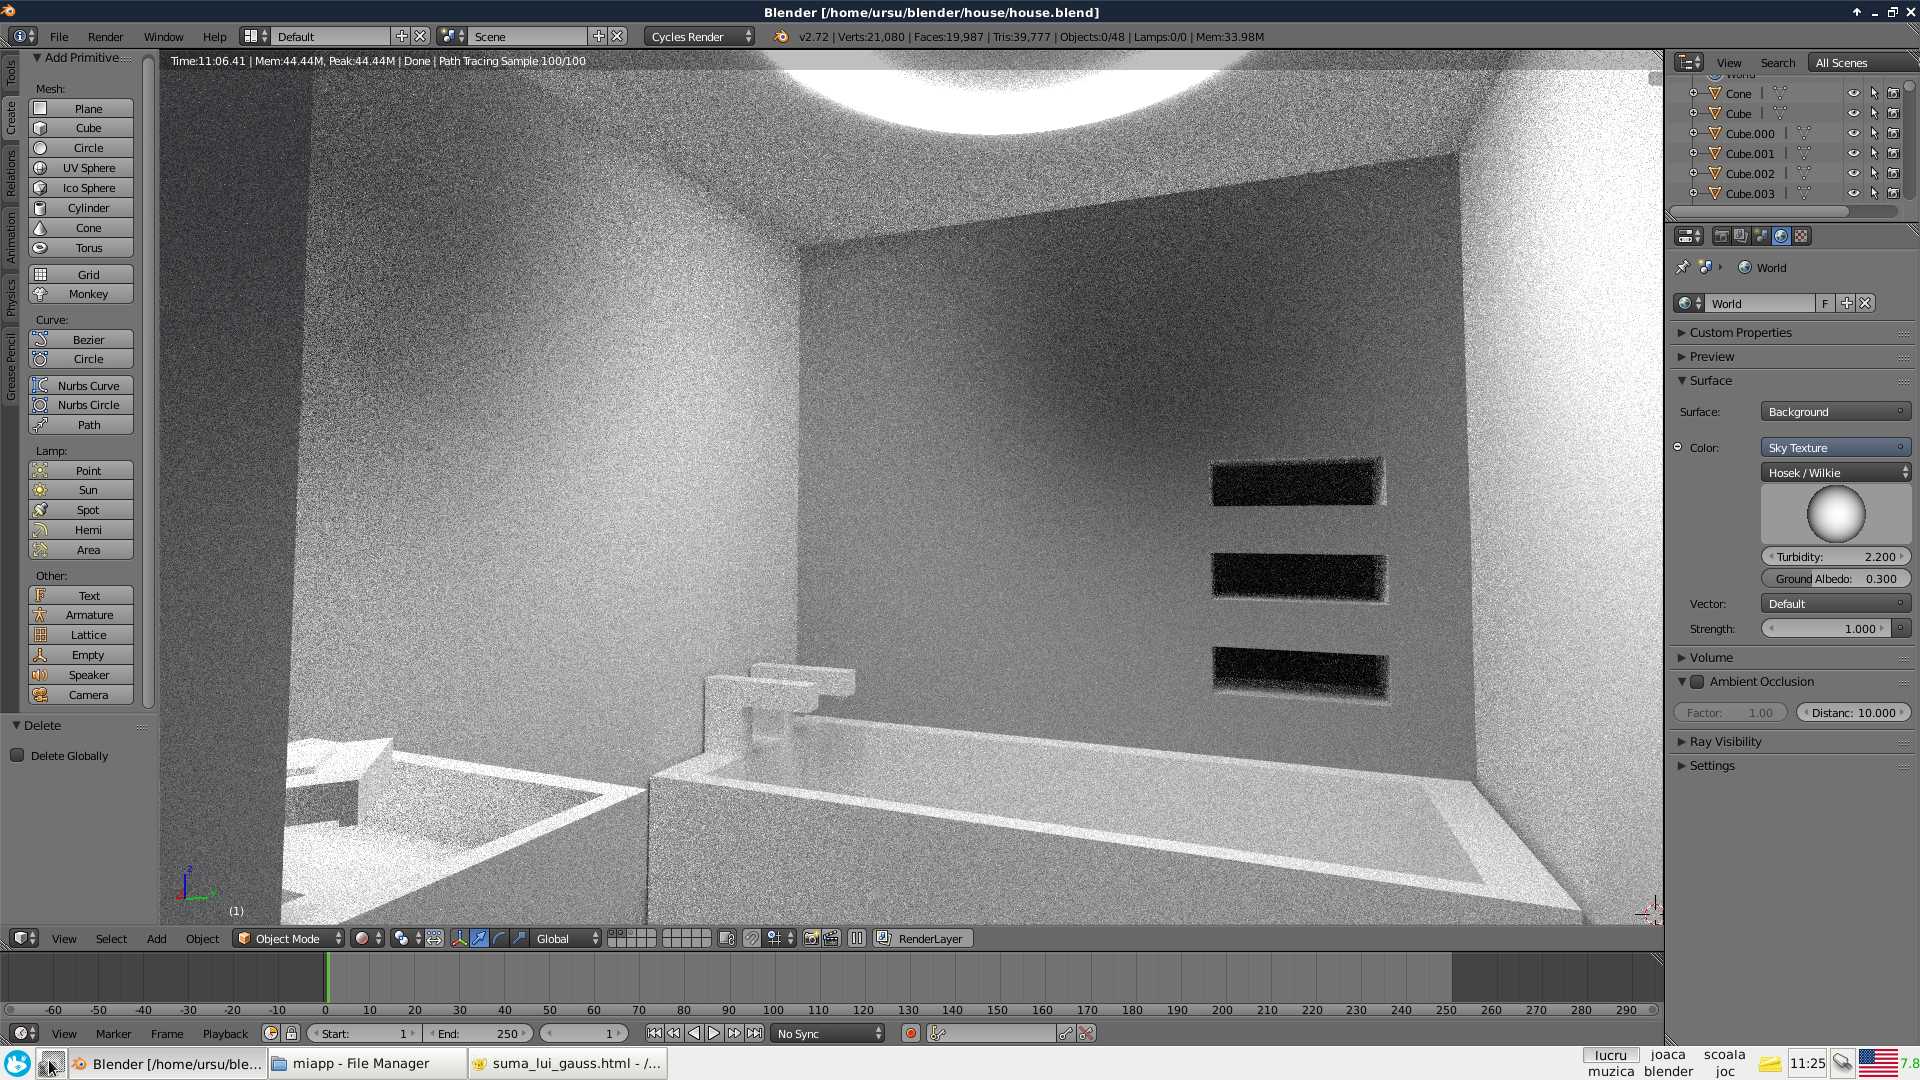 Blender [/home/ursu/blender/house/house.blend]
File Render Window Help Default Scene Cycles Render v2.72 | Verts:21,080 | Faces:19,987 | Tris:39,777 | Objects:0/48 | Lamps:0/0 | Mem:33.98M
Time:11:06.41 | Mem:44.44M, Peak:44.44M | Done | Path Tracing Sample 100/100
Tools
Create
Relations
Animation
Physics
Grease Pencil
Add Primitive
Mesh:
Plane
Cube
Circle
UV Sphere
Ico Sphere
Cylinder
Cone
Torus
Grid
Monkey
Curve:
Bezier
Circle
Nurbs Curve
Nurbs Circle
Path
Lamp:
Point
Sun
Spot
Hemi
Area
Other:
Text
Armature
Lattice
Empty
Speaker
Camera
Delete
Delete Globally
(1)
View Select Add Object Object Mode Global RenderLayer
View Search All Scenes
World
Cone
Cube
Cube.000
Cube.001
Cube.002
Cube.003
World
World F
Custom Properties
Preview
Surface
Surface: Background
Color: Sky Texture
Hosek / Wilkie
Turbidity: 2.200
Ground Albedo: 0.300
Vector: Default
Strength: 1.000
Volume
Ambient Occlusion
Factor: 1.00 Distanc: 10.000
Ray Visibility
Settings
-60 -50 -40 -30 -20 -10 0 10 20 30 40 50 60 70 80 90 100 110 120 130 140 150 160 170 180 190 200 210 220 230 240 250 260 270 280 290
View Marker Frame Playback Start: 1 End: 250 1 No Sync
Blender [/home/ursu/ble... miapp - File Manager suma_lui_gauss.html - /...
lucru joaca scoala
muzica blender joc
11:25
7.8